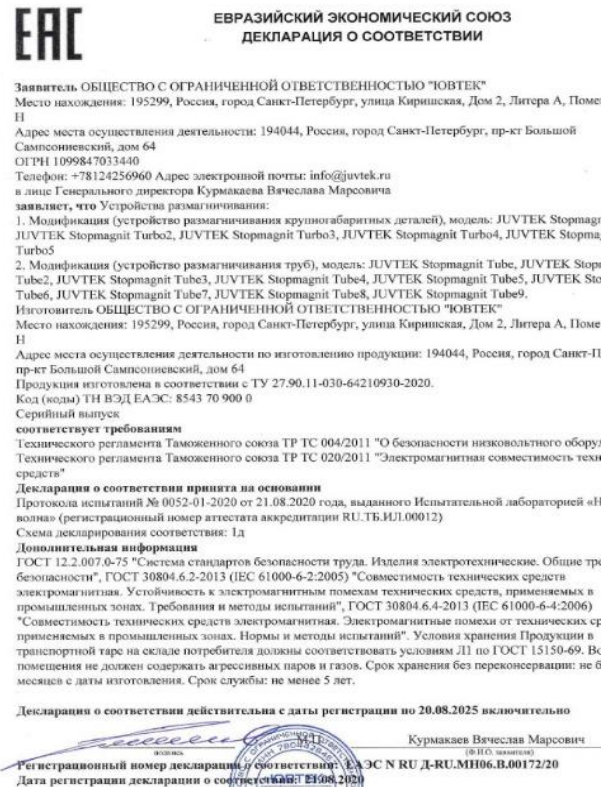 EAC
ЕВРАЗИЙСКИЙ ЭКОНОМИЧЕСКИЙ СОЮЗ
ДЕКЛАРАЦИЯ О СООТВЕТСТВИИ
Заявитель ОБЩЕСТВО С ОГРАНИЧЕННОЙ ОТВЕТСТВЕННОСТЬЮ "ЮВТЕК"
Место нахождения: 195299, Россия, город Санкт-Петербург, улица Киришская, Дом 2, Литера А, Поме
Н
Адрес места осуществления деятельности: 194044, Россия, город Санкт-Петербург, пр-кт Большой
Сампсониевский, дом 64
ОГРН 1099847033440
Телефон: +78124256960 Адрес электронной почты: info@juvtek.ru
в лице Генерального директора Курмакаева Вячеслава Марсовича
заявляет, что Устройства размагничивания:
1. Модификация (устройство размагничивания крупногабаритных деталей), модель: JUVTEK Stopmagn
JUVTEK Stopmagnit Turbo2, JUVTEK Stopmagnit Turbo3, JUVTEK Stopmagnit Turbo4, JUVTEK Stopmag
Turbo5
2. Модификация (устройство размагничивания труб), модель: JUVTEK Stopmagnit Tube, JUVTEK Stop
Tube2, JUVTEK Stopmagnit Tube3, JUVTEK Stopmagnit Tube4, JUVTEK Stopmagnit Tube5, JUVTEK Sto
Tube6, JUVTEK Stopmagnit Tube7, JUVTEK Stopmagnit Tube8, JUVTEK Stopmagnit Tube9.
Изготовитель ОБЩЕСТВО С ОГРАНИЧЕННОЙ ОТВЕТСТВЕННОСТЬЮ "ЮВТЕК"
Место нахождения: 195299, Россия, город Санкт-Петербург, улица Киришская, Дом 2, Литера А, Поме
Н
Адрес места осуществления деятельности по изготовлению продукции: 194044, Россия, город Санкт-П
пр-кт Большой Сампсониевский, дом 64
Продукция изготовлена в соответствии с ТУ 27.90.11-030-64210930-2020.
Код (коды) ТН ВЭД ЕАЭС: 8543 70 900 0
Серийный выпуск
соответствует требованиям
Технического регламента Таможенного союза ТР ТС 004/2011 "О безопасности низковольтного обору
Технического регламента Таможенного союза ТР ТС 020/2011 "Электромагнитная совместимость техн
средств"
Декларация о соответствии принята на основании
Протокола испытаний № 0052-01-2020 от 21.08.2020 года, выданного Испытательной лабораторией «Н
волна» (регистрационный номер аттестата аккредитации RU.ТБ.ИЛ.00012)
Схема декларирования соответствия: 1д
Дополнительная информация
ГОСТ 12.2.007.0-75 "Система стандартов безопасности труда. Изделия электротехнические. Общие тре
безопасности", ГОСТ 30804.6.2-2013 (IEC 61000-6-2:2005) "Совместимость технических средств
электромагнитная. Устойчивость к электромагнитным помехам технических средств, применяемых в
промышленных зонах. Требования и методы испытаний", ГОСТ 30804.6.4-2013 (IEC 61000-6-4:2006)
"Совместимость технических средств электромагнитная. Электромагнитные помехи от технических ср
применяемых в промышленных зонах. Нормы и методы испытаний". Условия хранения Продукции в
транспортной таре на складе потребителя должны соответствовать условиям Л1 по ГОСТ 15150-69. Во
помещения не должен содержать агрессивных паров и газов. Срок хранения без переконсервации: не б
месяцев с даты изготовления. Срок службы: не менее 5 лет.
Декларация о соответствии действительна с даты регистрации по 20.08.2025 включительно
М.П. Курмакаев Вячеслав Марсович
подпись (Ф.И.О. заявителя)
Регистрационный номер декларации о соответствии: ЕАЭС N RU Д-RU.МН06.В.00172/20
Дата регистрации декларации о соответствии: 21.08.2020